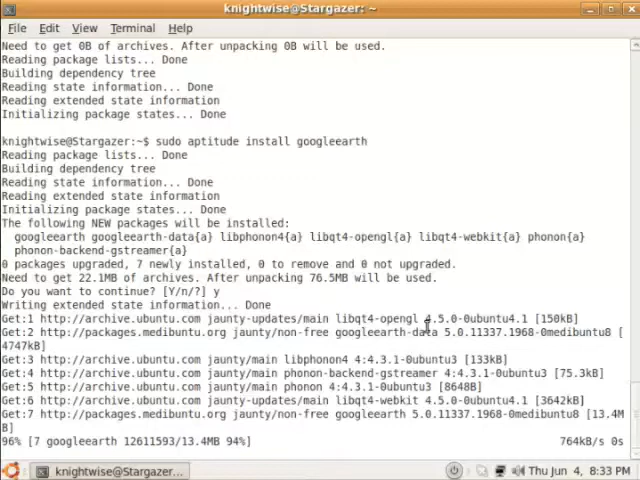 knightwise@Stargazer: ~
File Edit View Terminal Help
Need to get 0B of archives. After unpacking 0B will be used.
Reading package lists... Done
Building dependency tree
Reading state information... Done
Reading extended state information
Initializing package states... Done
knightwise@Stargazer:~$ sudo aptitude install googleearth
Reading package lists... Done
Building dependency tree
Reading state information... Done
Reading extended state information
Initializing package states... Done
The following NEW packages will be installed:
googleearth googleearth-data{a} libphonon4{a} libqt4-opengl{a} libqt4-webkit{a} phonon{a}
phonon-backend-gstreamer{a}
0 packages upgraded, 7 newly installed, 0 to remove and 0 not upgraded.
Need to get 22.1MB of archives. After unpacking 76.5MB will be used.
Do you want to continue? [Y/n/?] y
Writing extended state information... Done
Get:1 http://archive.ubuntu.com jaunty-updates/main libqt4-opengl 4.5.0-0ubuntu4.1 [150kB]
Get:2 http://packages.medibuntu.org jaunty/non-free googleearth-data 5.0.11337.1968-0medibuntu8 [
4747kB]
Get:3 http://archive.ubuntu.com jaunty/main libphonon4 4:4.3.1-0ubuntu3 [133kB]
Get:4 http://archive.ubuntu.com jaunty/main phonon-backend-gstreamer 4:4.3.1-0ubuntu3 [75.3kB]
Get:5 http://archive.ubuntu.com jaunty/main phonon 4:4.3.1-0ubuntu3 [8648B]
Get:6 http://archive.ubuntu.com jaunty-updates/main libqt4-webkit 4.5.0-0ubuntu4.1 [3642kB]
Get:7 http://packages.medibuntu.org jaunty/non-free googleearth 5.0.11337.1968-0medibuntu8 [13.4M
B]
96% [7 googleearth 12611593/13.4MB 94%] 764kB/s 0s
knightwise@Stargazer... Thu Jun 4, 8:33 PM